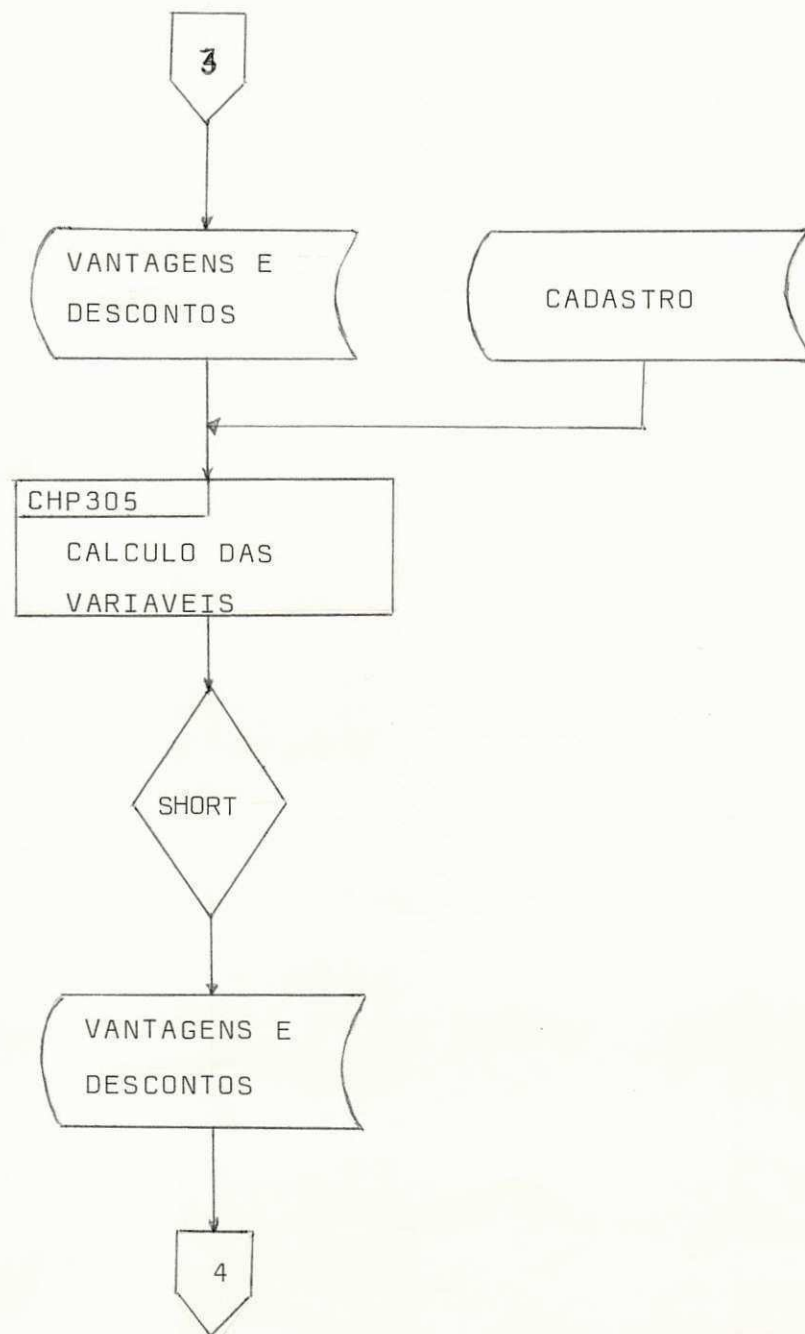 VANTAGENS E
DESCONTOS
CADASTRO
CHP305
CALCULO DAS
VARIAVEIS
SHORT
VANTAGENS E
DESCONTOS
4